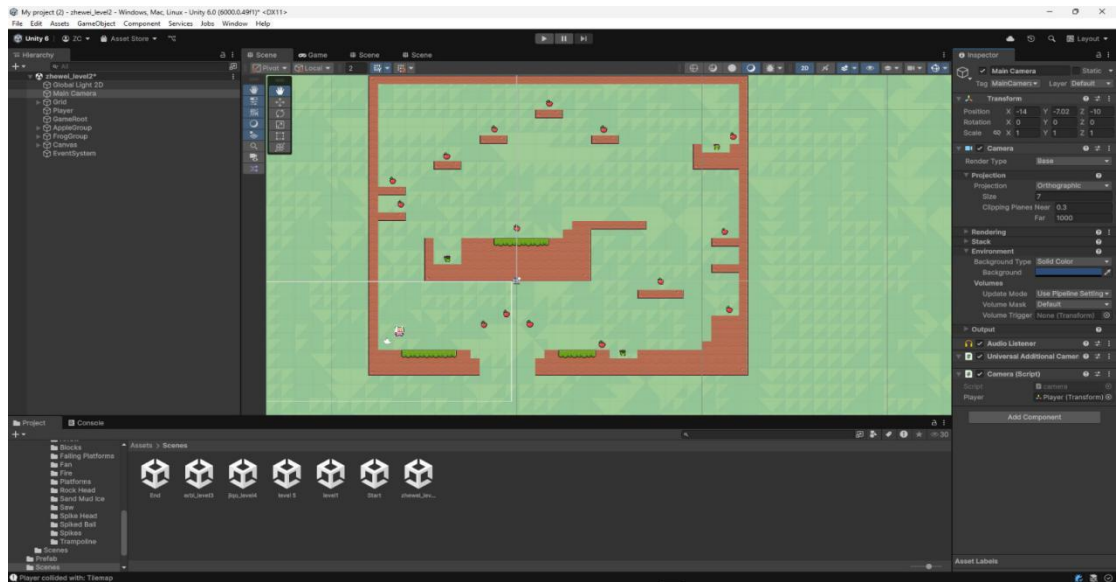 My project (2) - zhewei_level2 - Windows, Mac, Linux - Unity 6.0 (6000.0.49f1)* <DX11>
File Edit Assets GameObject Component Services Jobs Window Help
Unity 6 ZC Asset Store Layout
Hierarchy Scene Game Scene Scene Inspector
All Pivot Local 2 2D
zhewei_level2*
Global Light 2D
Main Camera
Grid
Player
GameRoot
AppleGroup
FrogGroup
Canvas
EventSystem
Main Camera Static
Tag MainCamera Layer Default
Transform
Position X -14 Y -7.02 Z -10
Rotation X 0 Y 0 Z 0
Scale X 1 Y 1 Z 1
Camera
Render Type Base
Projection
Projection Orthographic
Size 7
Clipping Planes Near 0.3
Far 1000
Rendering
Stack
Environment
Background Type Solid Color
Background
Volumes
Update Mode Use Pipeline Setting
Volume Mask Default
Volume Trigger None (Transform)
Output
Audio Listener
Universal Additional Camer
Camera (Script)
Script camera
Player Player (Transform)
Add Component
Project Console
30
Blocks
Falling Platforms
Fan
Fire
Platforms
Rock Head
Sand Mud Ice
Saw
Spike Head
Spiked Ball
Spikes
Trampoline
Scenes
Prefab
Scenes
Assets > Scenes
End level 5 level1 Start zhewei_lev...
Asset Labels
Player collided with: Tilemap